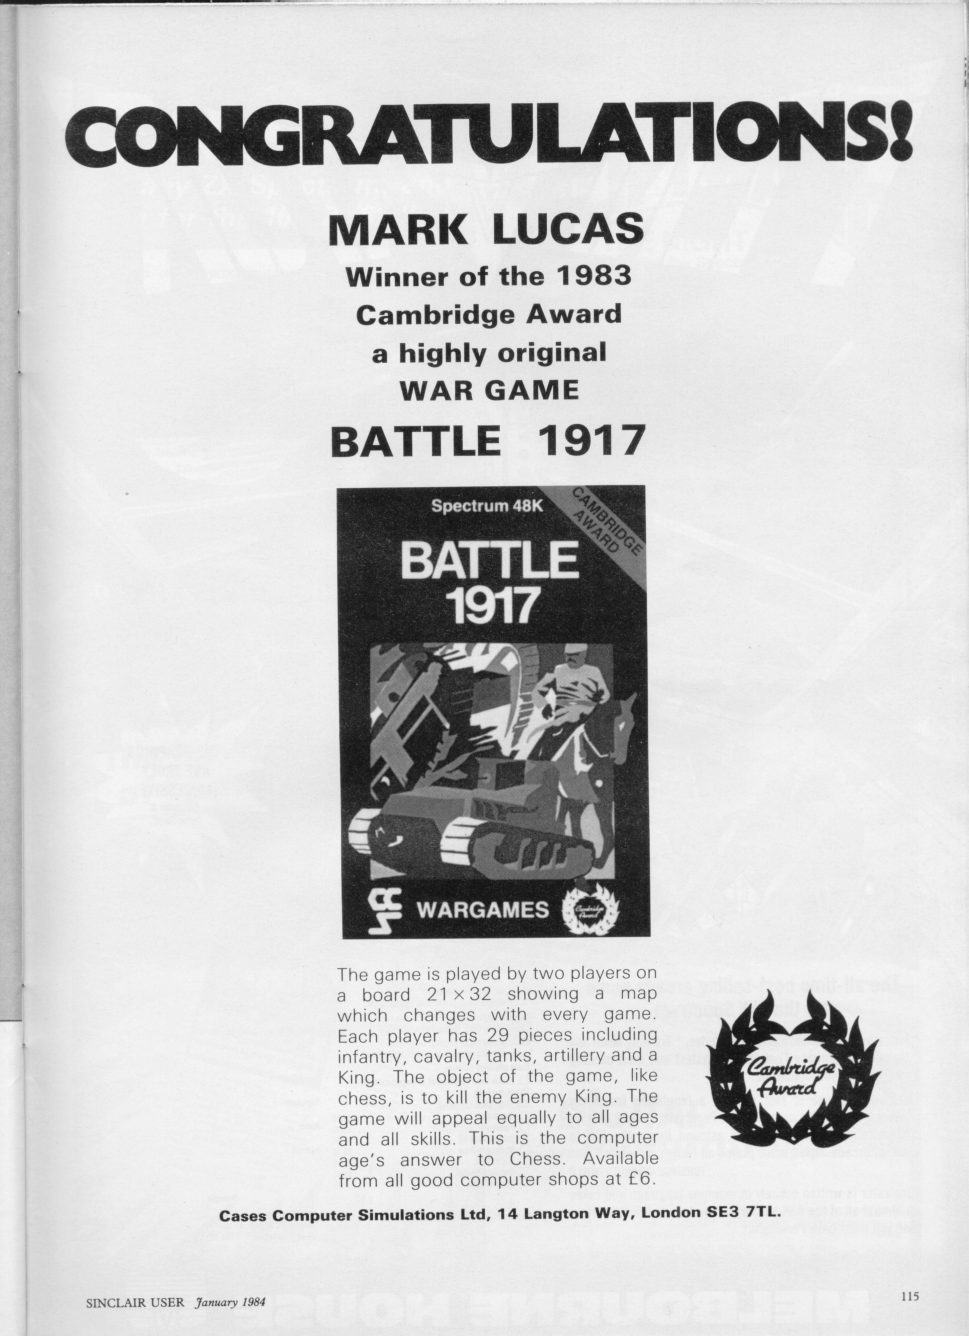 CONGRATULATIONS!
MARK LUCAS
Winner of the 1983
Cambridge Award
a highly original
WAR GAME
BATTLE 1917
Spectrum 48K
CAMBRIDGE
AWARD
BATTLE
1917
WARGAMES
Cambridge
Award
The game is played by two players on
a board 21 × 32 showing a map
which changes with every game.
Each player has 29 pieces including
infantry, cavalry, tanks, artillery and a
King. The object of the game, like
chess, is to kill the enemy King. The
game will appeal equally to all ages
and all skills. This is the computer
age's answer to Chess. Available
from all good computer shops at £6.
Cambridge
Award
Cases Computer Simulations Ltd, 14 Langton Way, London SE3 7TL.
SINCLAIR USER January 1984
115